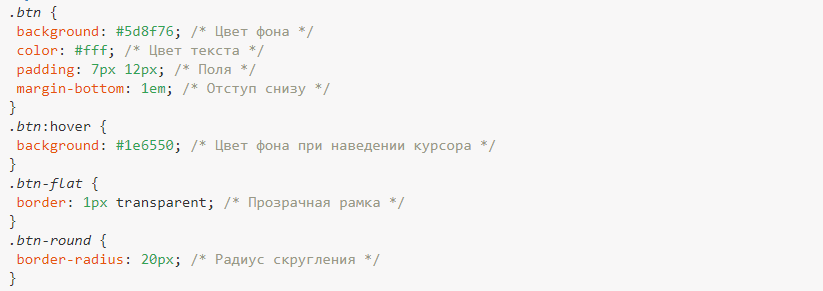 .btn {
background: #5d8f76; /* Цвет фона */
color: #fff; /* Цвет текста */
padding: 7px 12px; /* Поля */
margin-bottom: 1em; /* Отступ снизу */
}
.btn:hover {
background: #1e6550; /* Цвет фона при наведении курсора */
}
.btn-flat {
border: 1px transparent; /* Прозрачная рамка */
}
.btn-round {
border-radius: 20px; /* Радиус скругления */
}